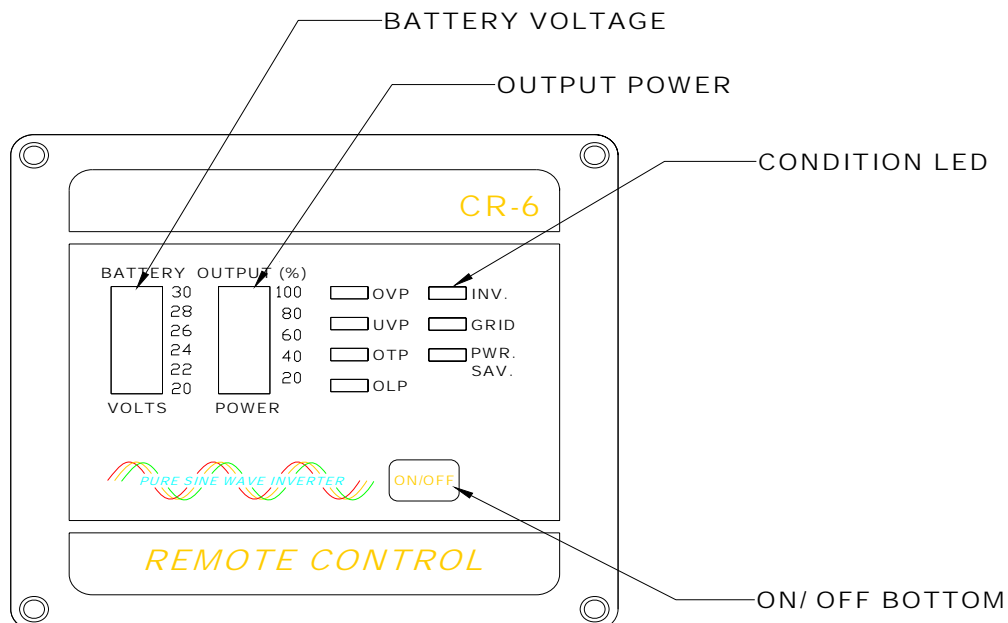 BATTERY VOLTAGE
OUTPUT POWER
CONDITION LED
CR-6
BATTERY OUTPUT (%)
30 100 OVP INV.
28 80
26 60 UVP GRID
24 40 OTP PWR.
22 20 SAV.
20 OLP
VOLTS POWER
PURE SINE WAVE INVERTER ON/OFF
REMOTE CONTROL
ON/ OFF BOTTOM